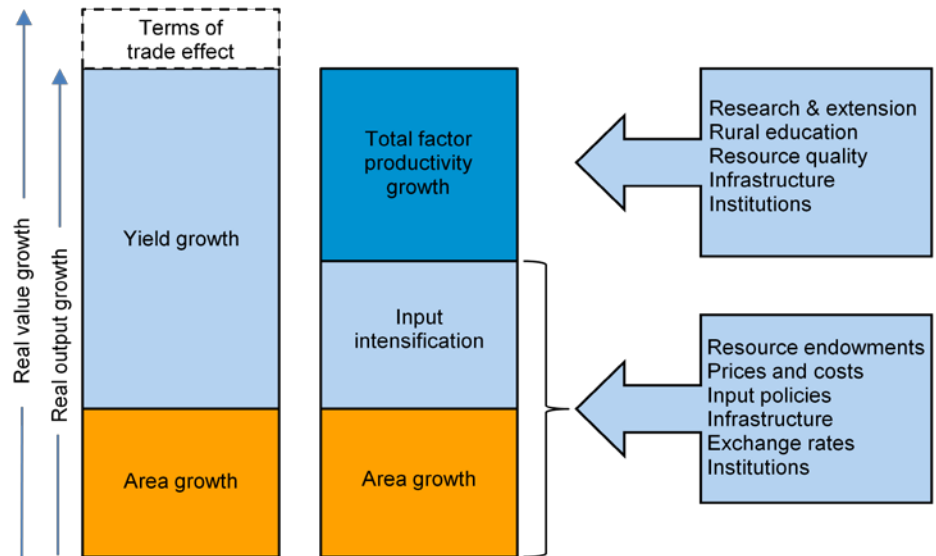 Real value growth
Real output growth
Terms of
trade effect
Yield growth
Area growth
Total factor
productivity
growth
Input
intensification
Area growth
Research & extension
Rural education
Resource quality
Infrastructure
Institutions
Resource endowments
Prices and costs
Input policies
Infrastructure
Exchange rates
Institutions